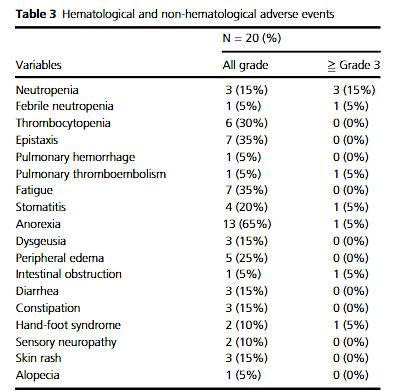 Table 3 Hematological and non-hematological adverse events
N = 20 (%)
Variables All grade ≧ Grade 3
Neutropenia 3 (15%) 3 (15%)
Febrile neutropenia 1 (5%) 1 (5%)
Thrombocytopenia 6 (30%) 0 (0%)
Epistaxis 7 (35%) 0 (0%)
Pulmonary hemorrhage 1 (5%) 0 (0%)
Pulmonary thromboembolism 1 (5%) 1 (5%)
Fatigue 7 (35%) 0 (0%)
Stomatitis 4 (20%) 1 (5%)
Anorexia 13 (65%) 1 (5%)
Dysgeusia 3 (15%) 0 (0%)
Peripheral edema 5 (25%) 0 (0%)
Intestinal obstruction 1 (5%) 1 (5%)
Diarrhea 3 (15%) 0 (0%)
Constipation 3 (15%) 0 (0%)
Hand-foot syndrome 2 (10%) 1 (5%)
Sensory neuropathy 2 (10%) 0 (0%)
Skin rash 3 (15%) 0 (0%)
Alopecia 1 (5%) 0 (0%)